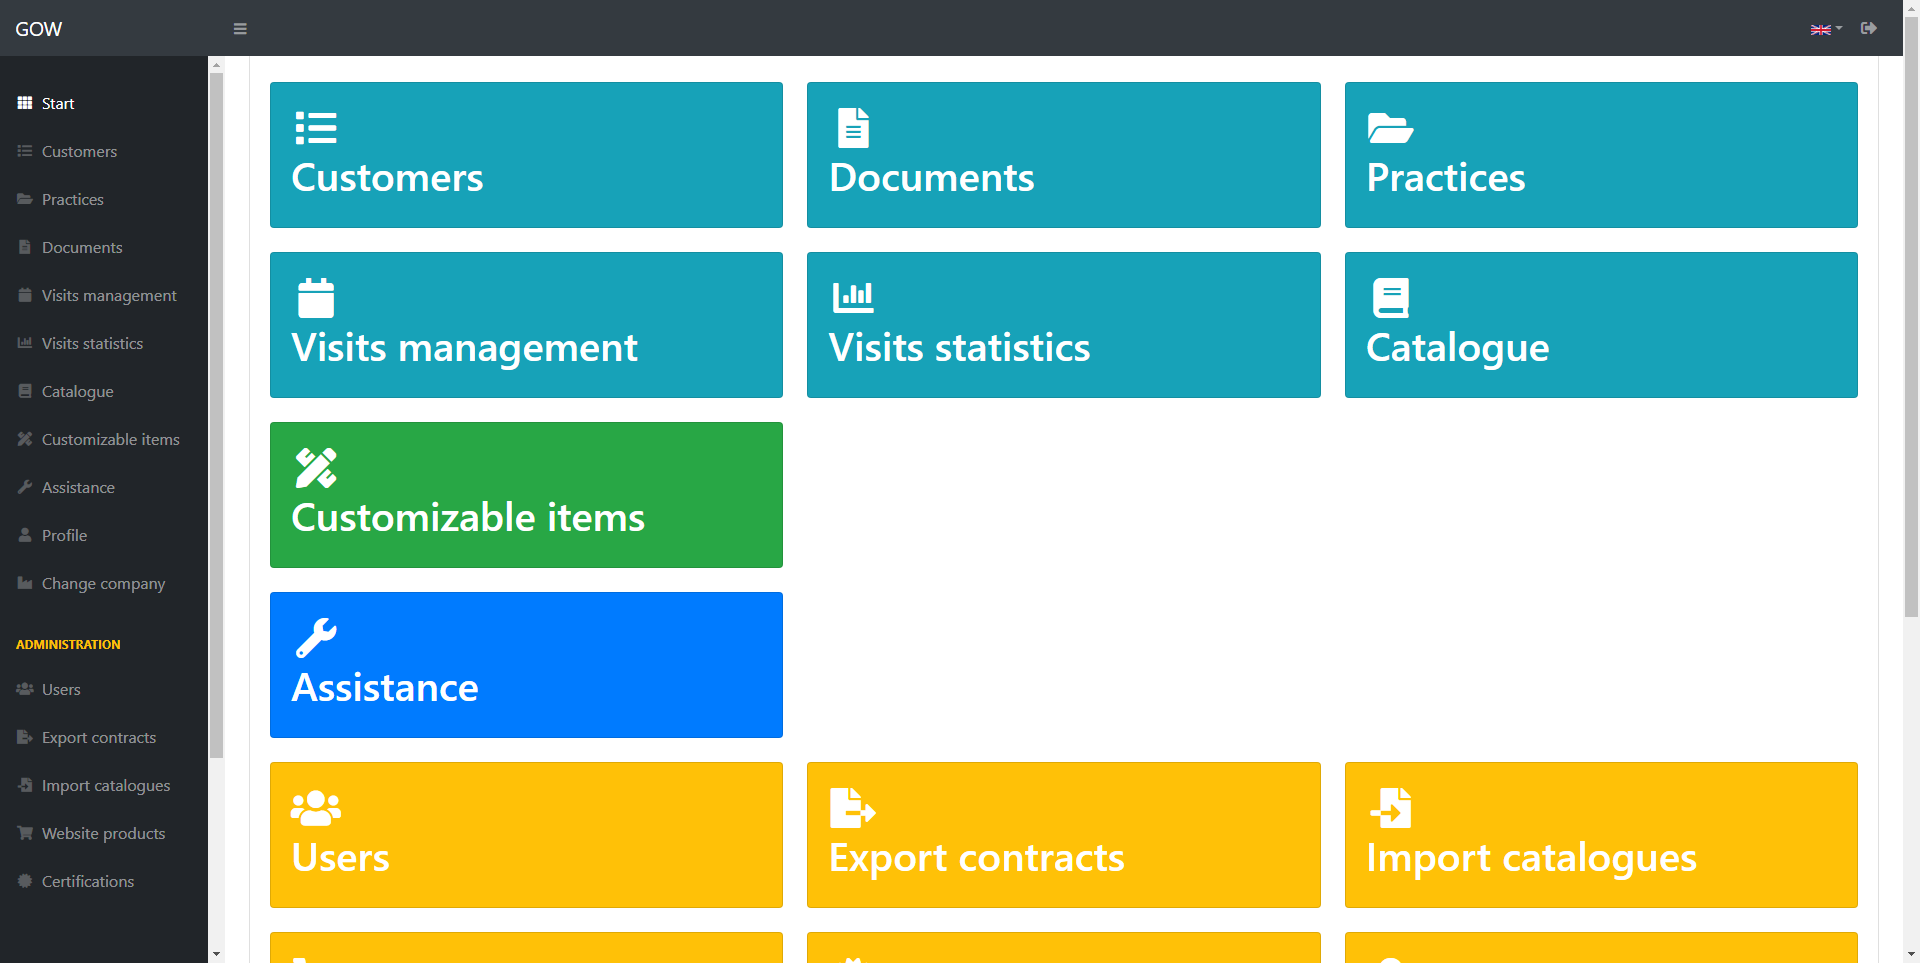 GOW
Start
Customers
Practices
Documents
Visits management
Visits statistics
Catalogue
Customizable items
Assistance
Profile
Change company
ADMINISTRATION
Users
Export contracts
Import catalogues
Website products
Certifications
Customers
Documents
Practices
Visits management
Visits statistics
Catalogue
Customizable items
Assistance
Users
Export contracts
Import catalogues